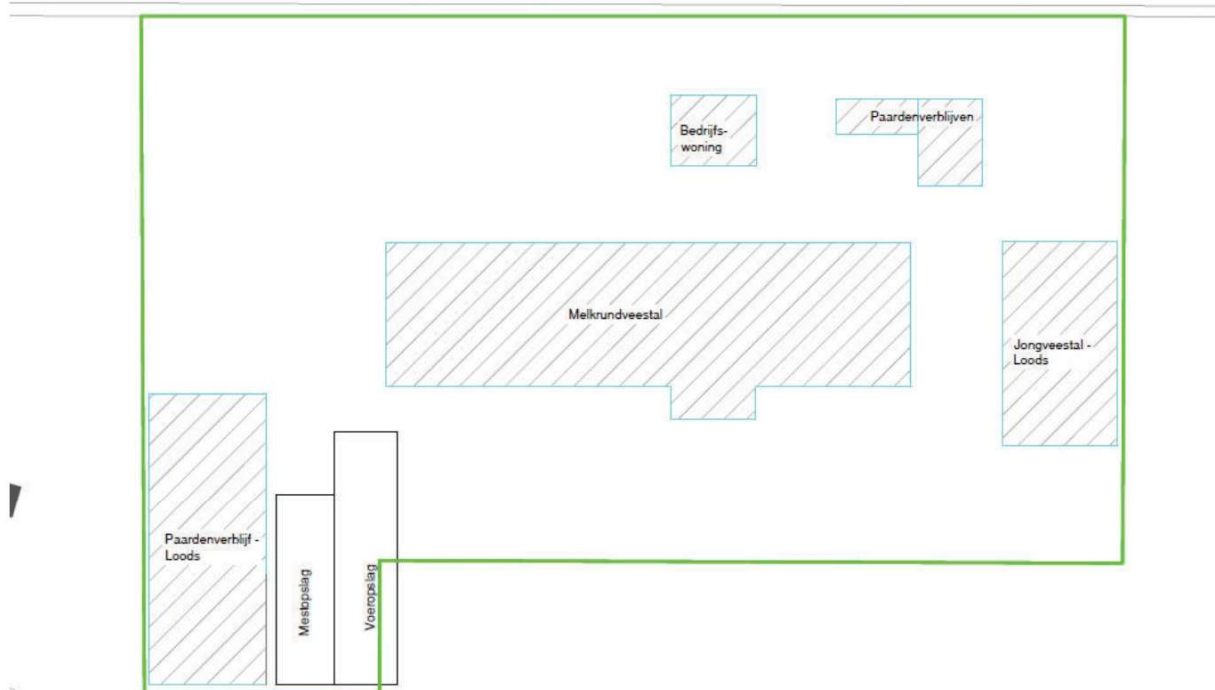 Bedrijfs-
woning
Paardenverblijven
Melkrundveestal
Jongveestal -
Loods
Paardenverblijf -
Loods
Mestopslag
Voeropslag